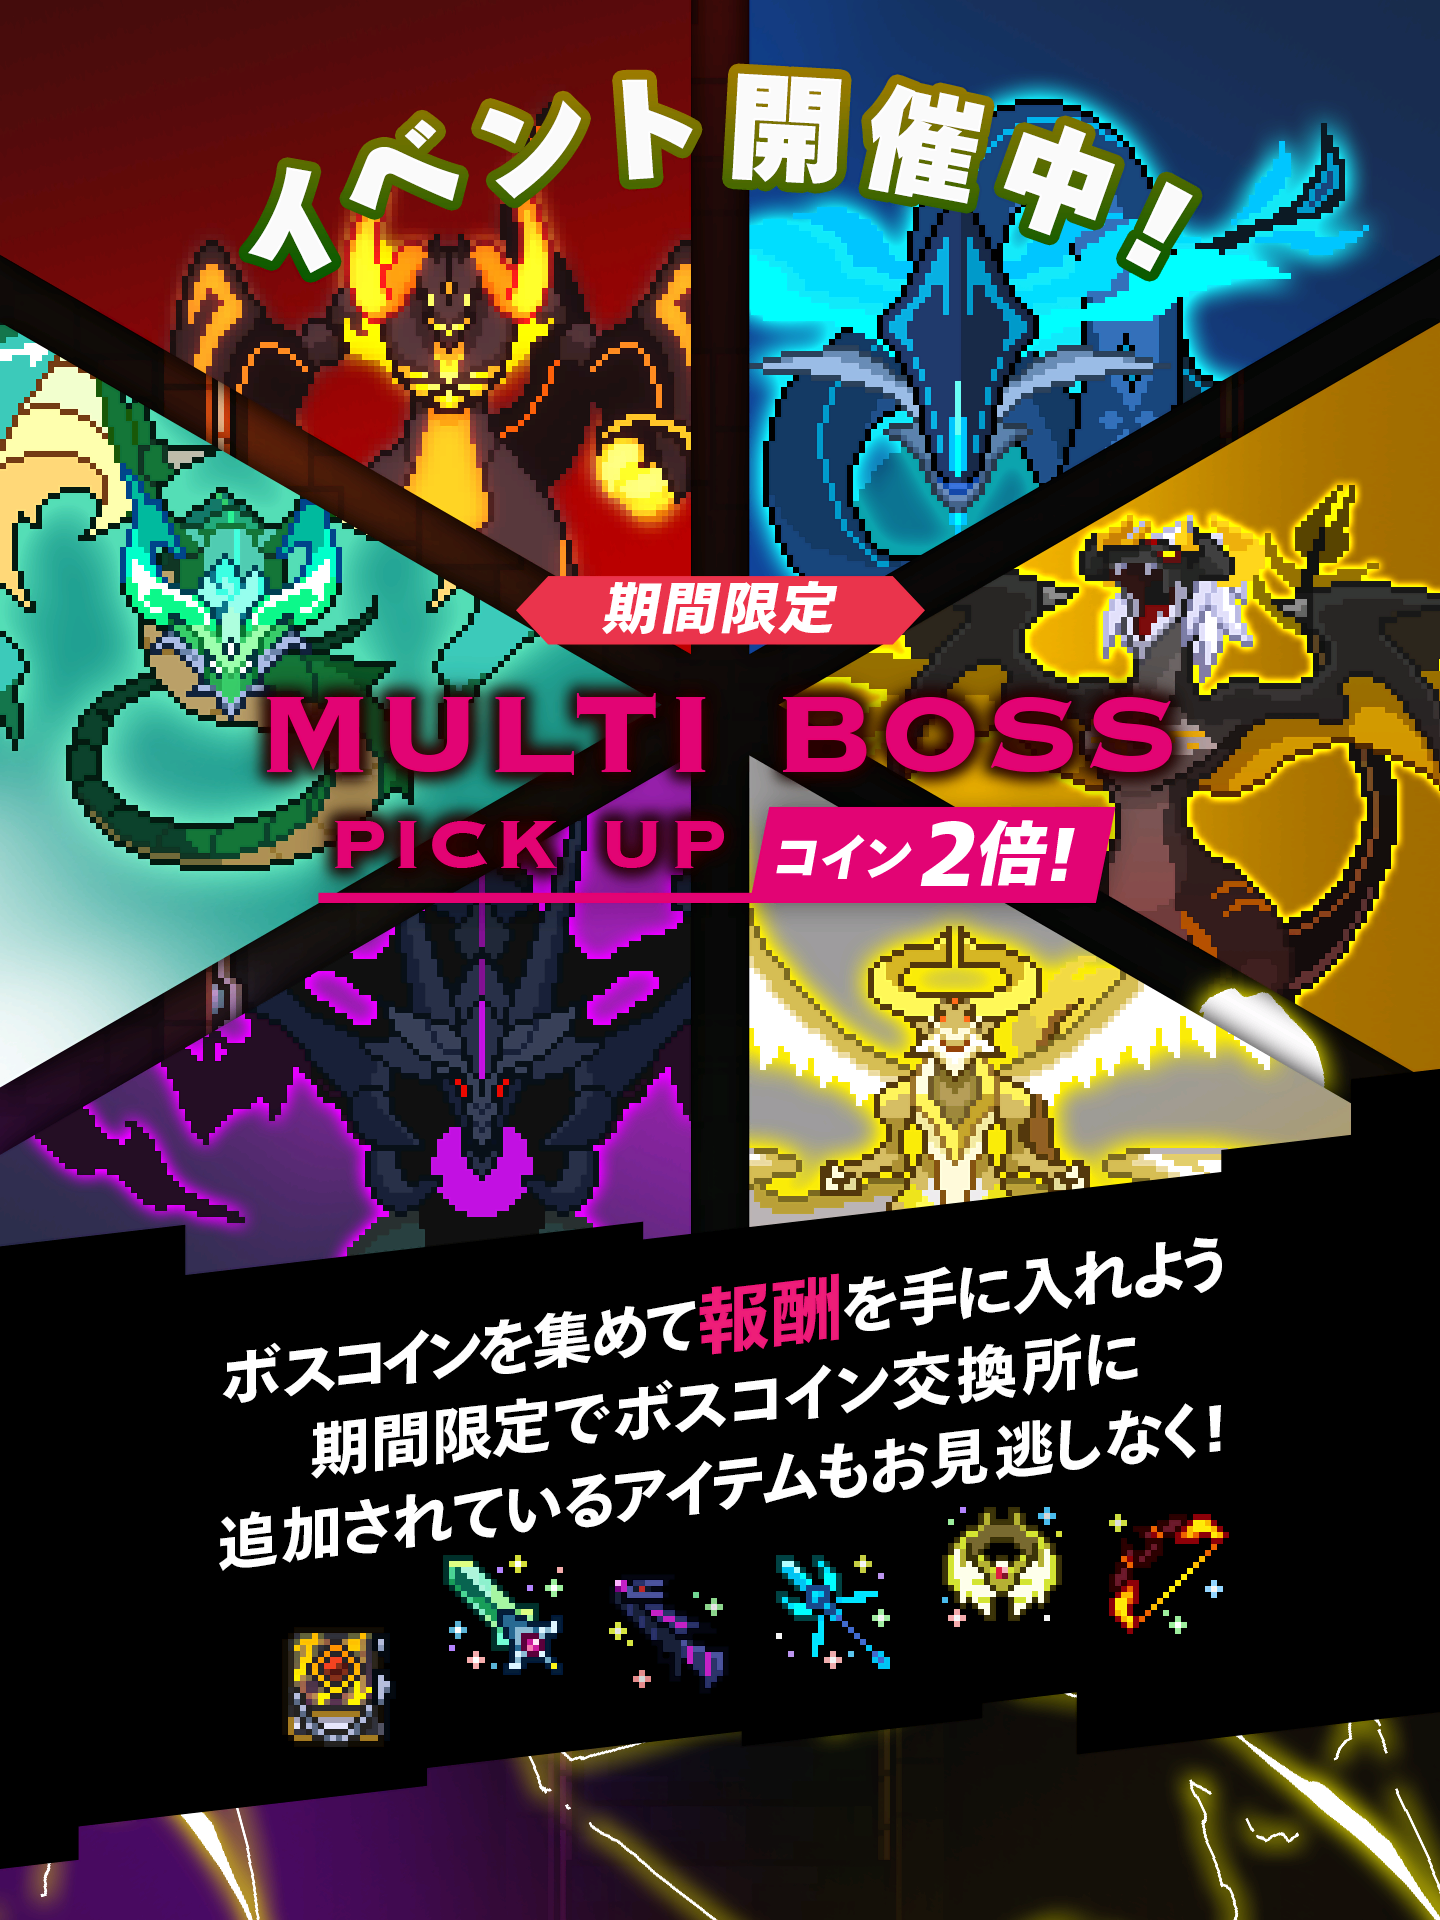 イベント開催中！
期間限定
MULTI BOSS
PICK UP コイン2倍！
ボスコインを集めて報酬を手に入れよう
期間限定でボスコイン交換所に
追加されているアイテムもお見逃しなく！